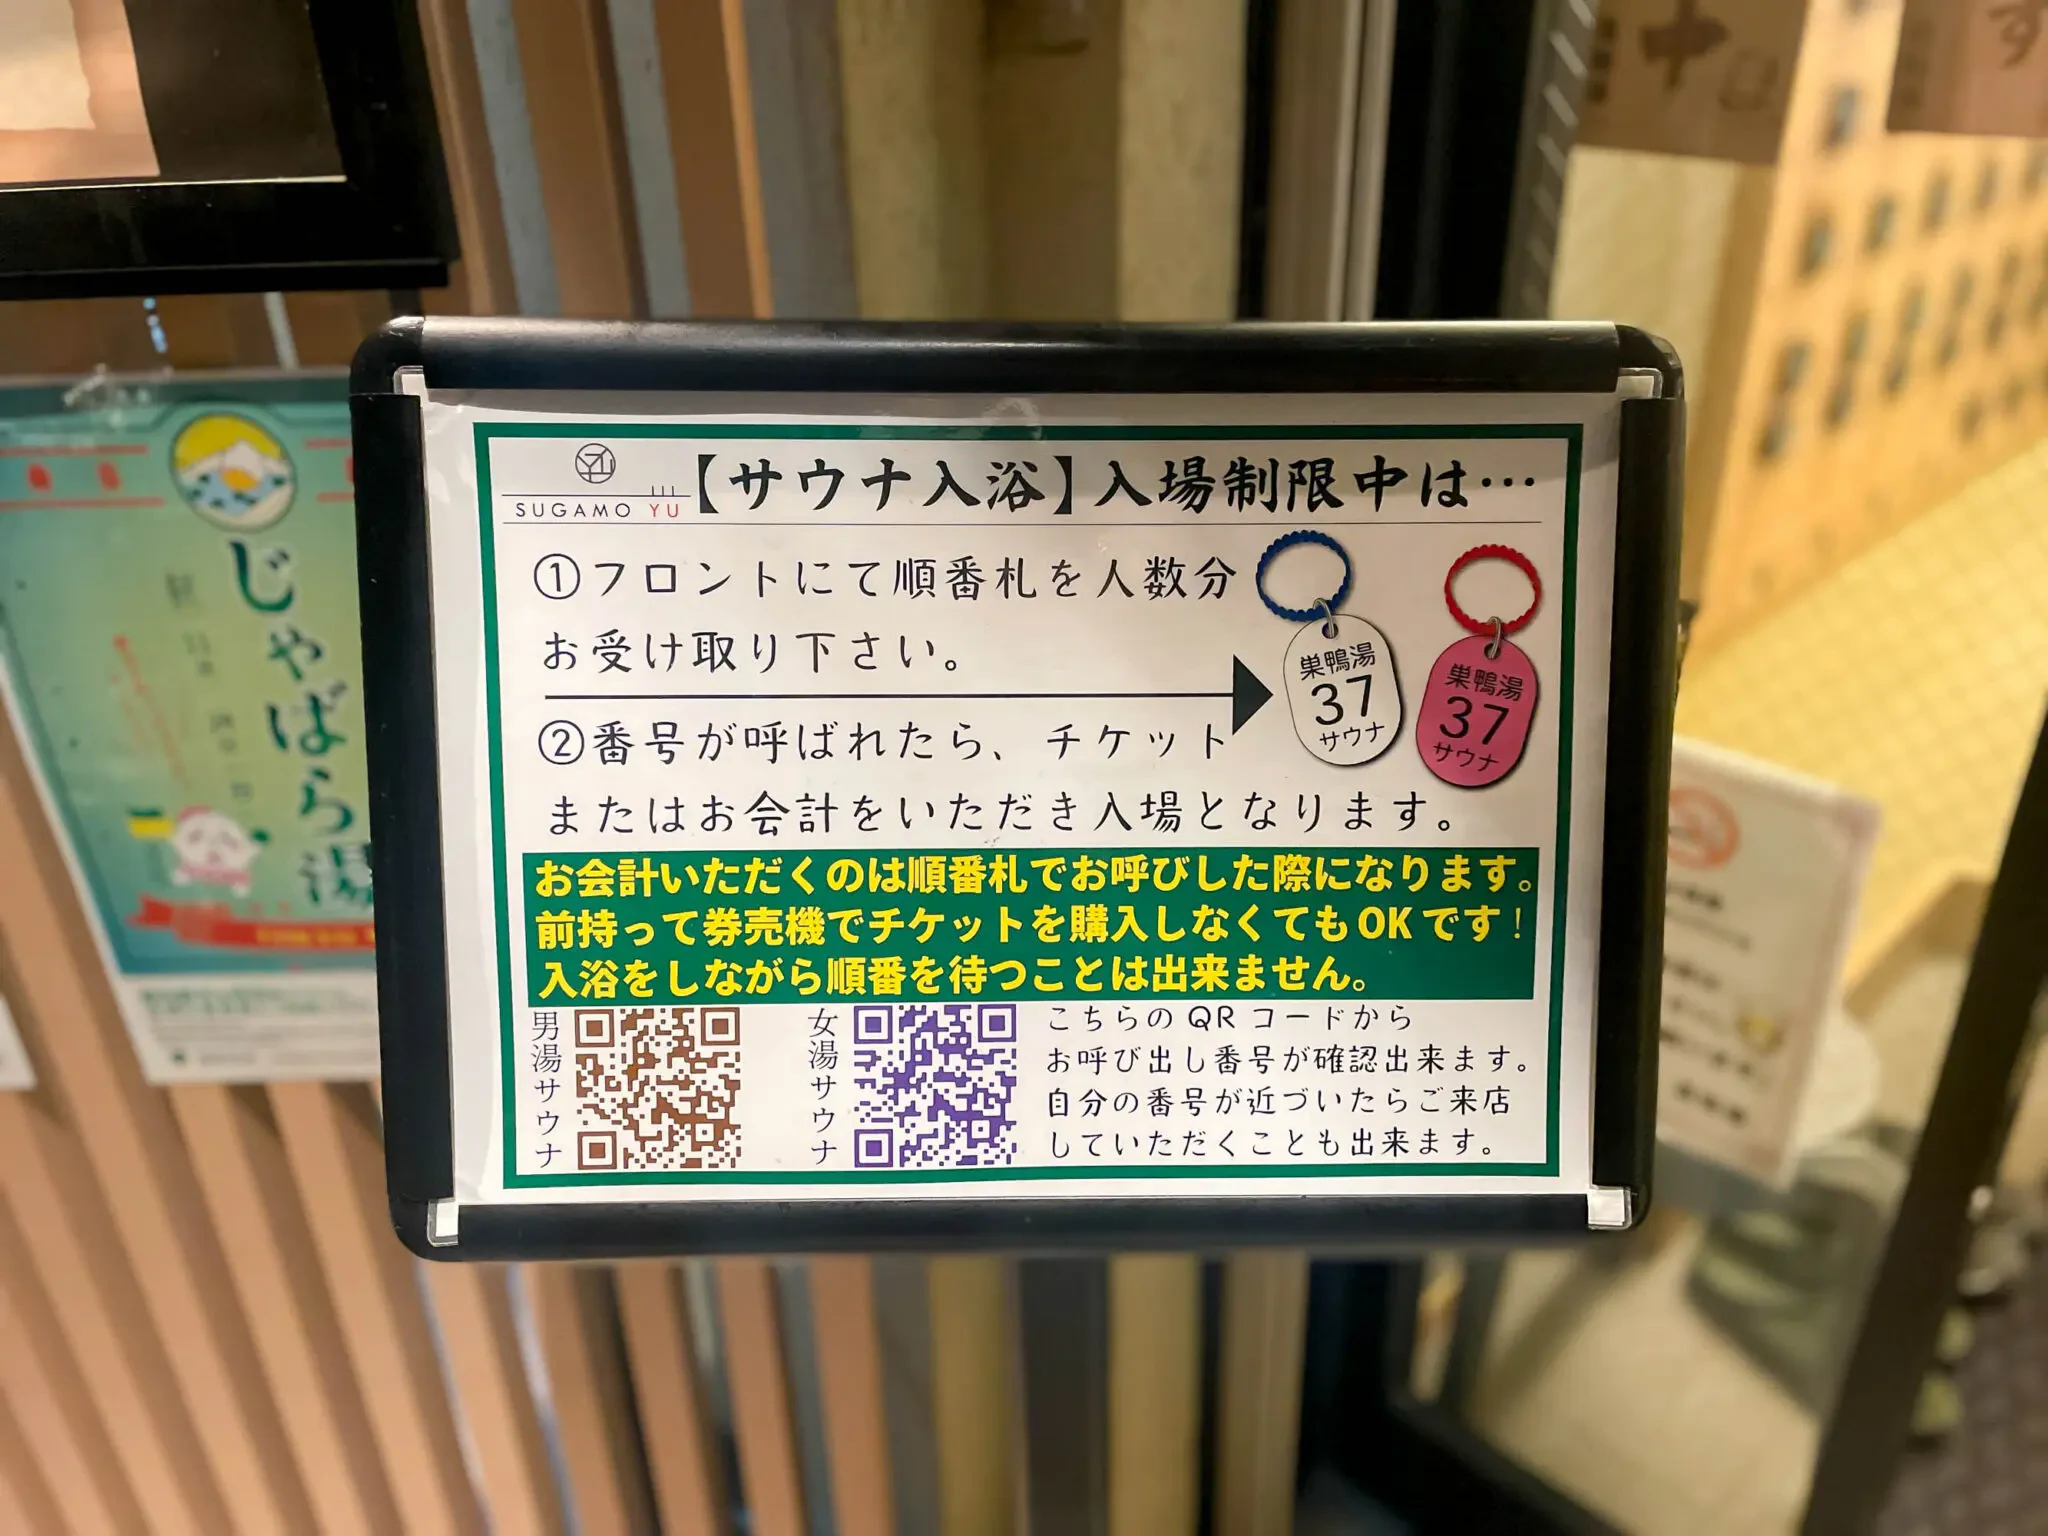 SUGAMO YU
【サウナ入浴】入場制限中は…
①フロントにて順番札を人数分
お受け取り下さい。
②番号が呼ばれたら、チケット
またはお会計をいただき入場となります。
巣鴨湯
37
サウナ
巣鴨湯
37
サウナ
お会計いただくのは順番札でお呼びした際になります。
前持って券売機でチケットを購入しなくてもOKです!
入浴をしながら順番を待つことは出来ません。
男湯サウナ
女湯サウナ
こちらのQRコードから
お呼び出し番号が確認出来ます。
自分の番号が近づいたらご来店
していただくことも出来ます。
じゃばら湯